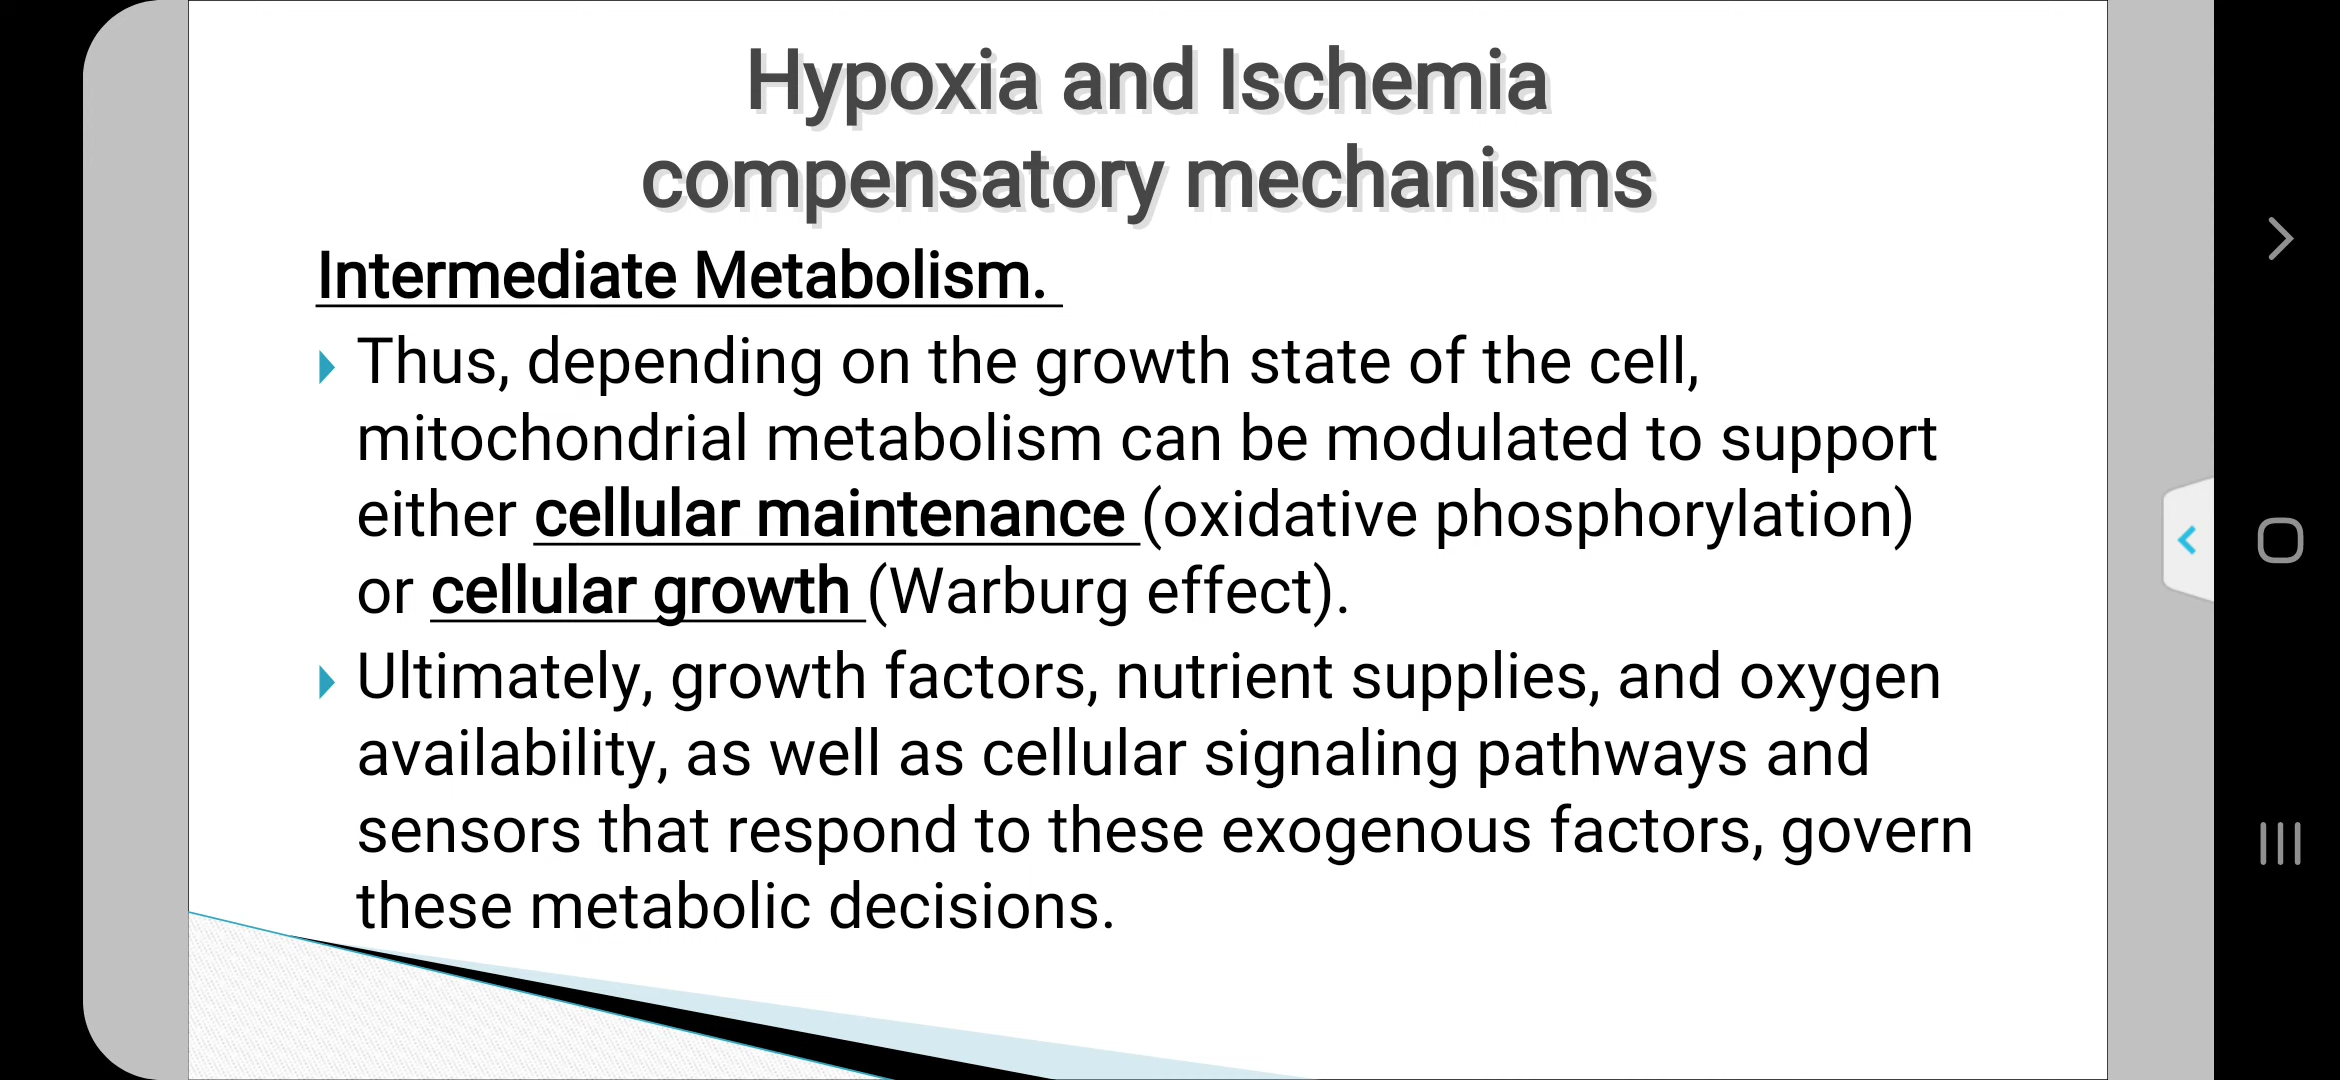 Hypoxia and Ischemia
compensatory mechanisms
Intermediate Metabolism.
Thus, depending on the growth state of the cell,
mitochondrial metabolism can be modulated to support
either cellular maintenance (oxidative phosphorylation)
or cellular growth (Warburg effect).
Ultimately, growth factors, nutrient supplies, and oxygen
availability, as well as cellular signaling pathways and
sensors that respond to these exogenous factors, govern
these metabolic decisions.